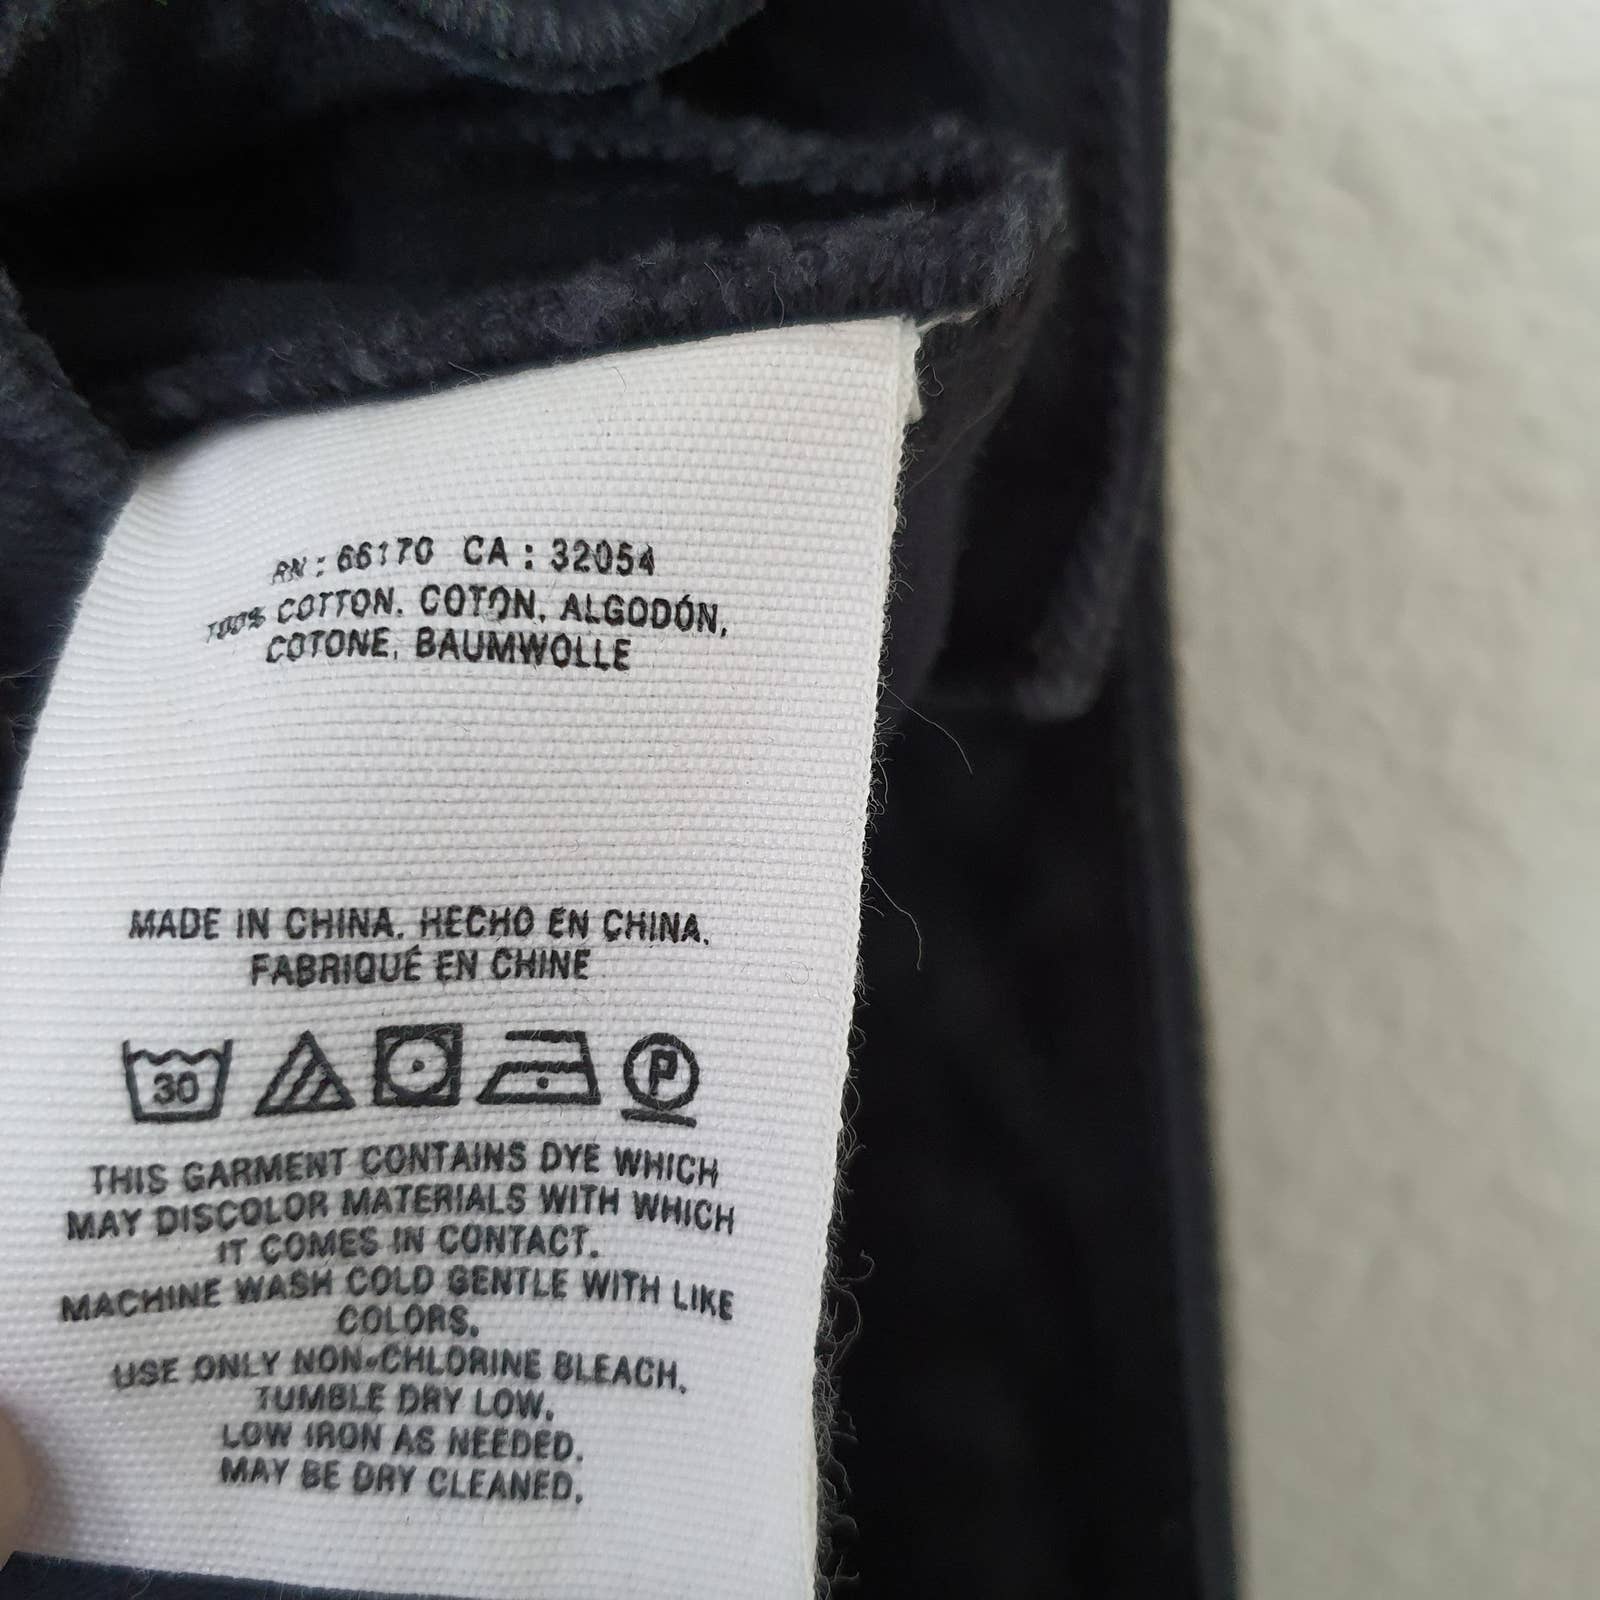 RN : 66170 CA : 32054
100% COTTON. COTON, ALGODÓN,
COTONE, BAUMWOLLE
MADE IN CHINA. HECHO EN CHINA.
FABRIQUÉ EN CHINE
30 P
THIS GARMENT CONTAINS DYE WHICH
MAY DISCOLOR MATERIALS WITH WHICH
IT COMES IN CONTACT.
MACHINE WASH COLD GENTLE WITH LIKE
COLORS.
USE ONLY NON-CHLORINE BLEACH.
TUMBLE DRY LOW.
LOW IRON AS NEEDED.
MAY BE DRY CLEANED.